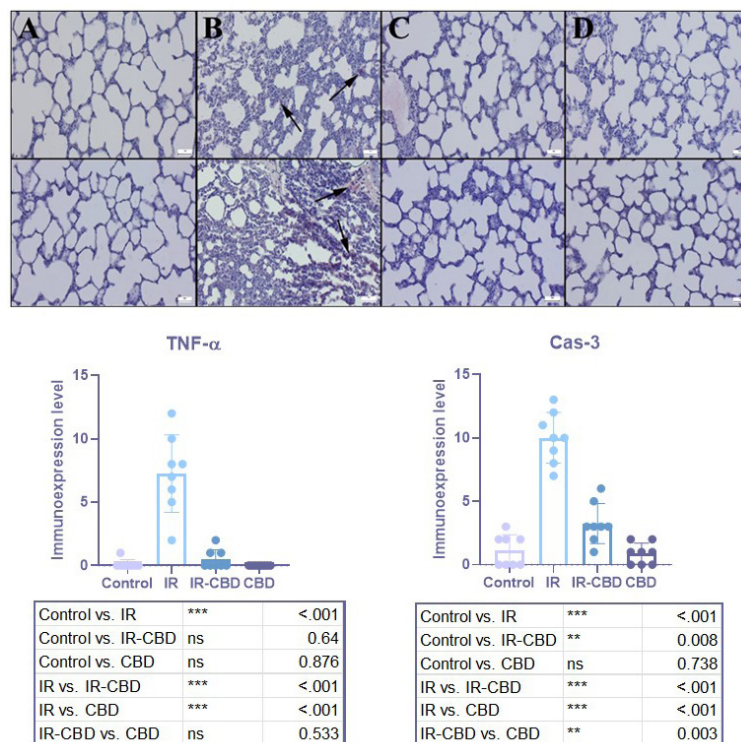 A B C D
TNF-α
Immunoexpression level
15
10
5
0
Control IR IR-CBD CBD
Control vs. IR *** <.001
Control vs. IR-CBD ns 0.64
Control vs. CBD ns 0.876
IR vs. IR-CBD *** <.001
IR vs. CBD *** <.001
IR-CBD vs. CBD ns 0.533
Cas-3
Immunoexpression level
15
10
5
0
Control IR IR-CBD CBD
Control vs. IR *** <.001
Control vs. IR-CBD ** 0.008
Control vs. CBD ns 0.738
IR vs. IR-CBD *** <.001
IR vs. CBD *** <.001
IR-CBD vs. CBD ** 0.003